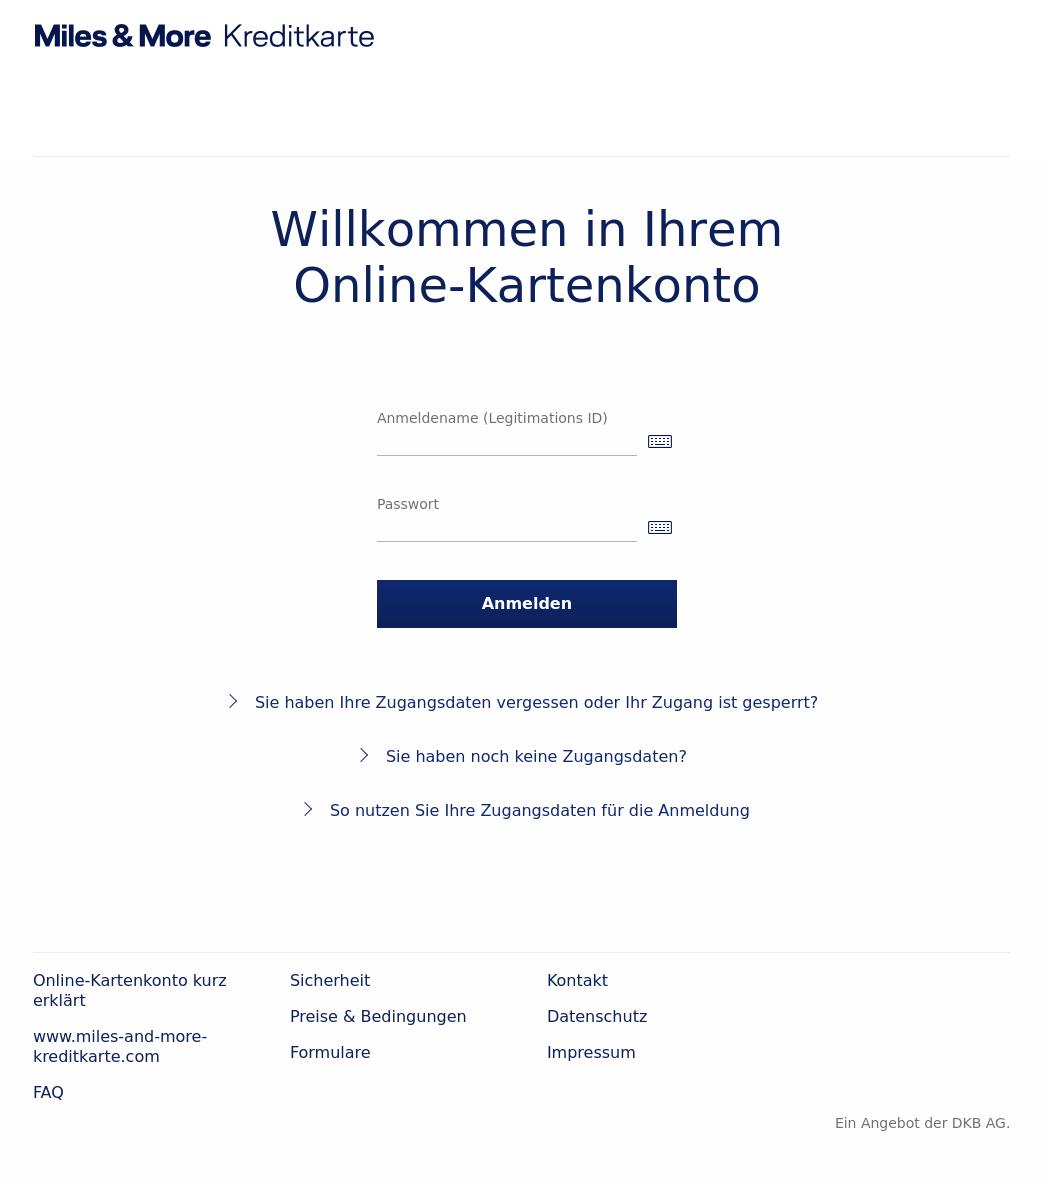 Miles & More Kreditkarte
Willkommen in Ihrem
Online-Kartenkonto
Anmeldename (Legitimations ID)
Passwort
Anmelden
Sie haben Ihre Zugangsdaten vergessen oder Ihr Zugang ist gesperrt?
Sie haben noch keine Zugangsdaten?
So nutzen Sie Ihre Zugangsdaten für die Anmeldung
Online-Kartenkonto kurz
erklärt
www.miles-and-more-
kreditkarte.com
FAQ
Sicherheit
Preise & Bedingungen
Formulare
Kontakt
Datenschutz
Impressum
Ein Angebot der DKB AG.